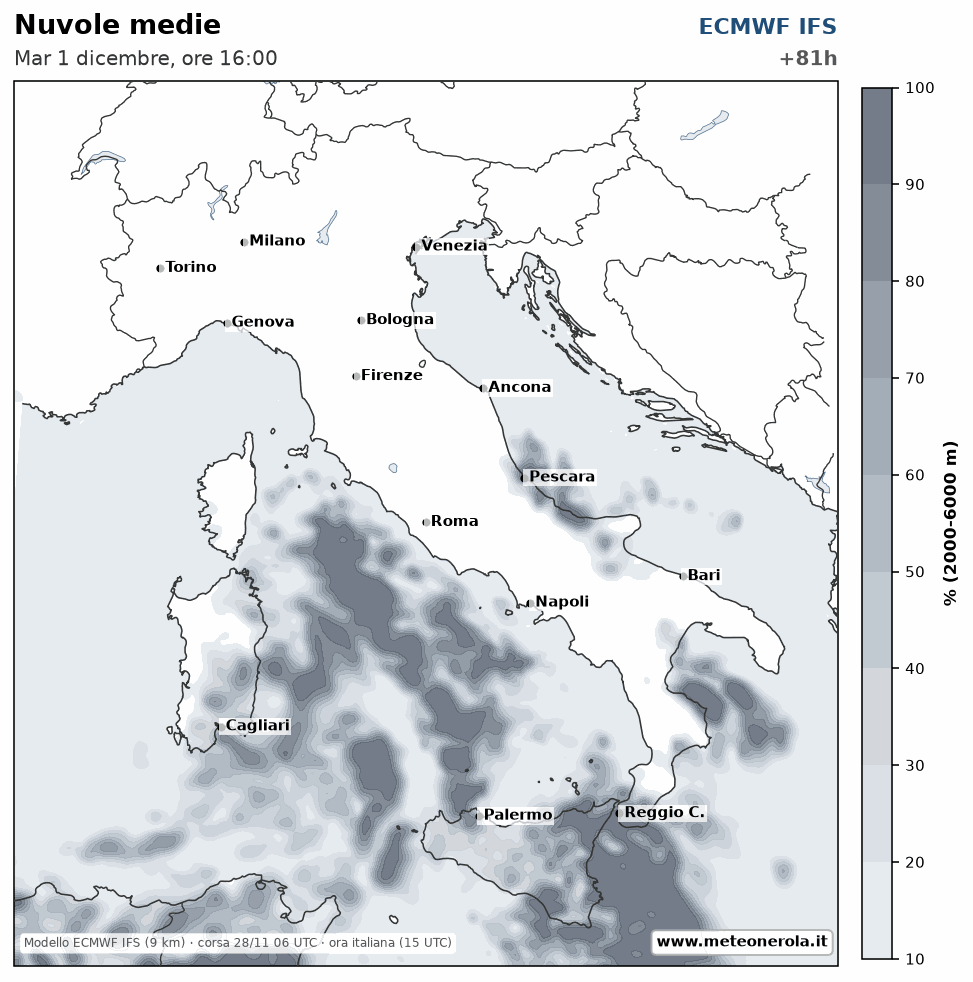 Nuvole medie
ECMWF IFS
Mar 1 dicembre, ore 16:00
+81h
Milano
Venezia
Torino
Genova
Bologna
Firenze
Ancona
Pescara
Roma
Bari
Napoli
Cagliari
Palermo
Reggio C.
Modello ECMWF IFS (9 km) · corsa 28/11 06 UTC · ora italiana (15 UTC)
www.meteonerola.it
100
90
80
70
60
50
40
30
20
10
% (2000-6000 m)